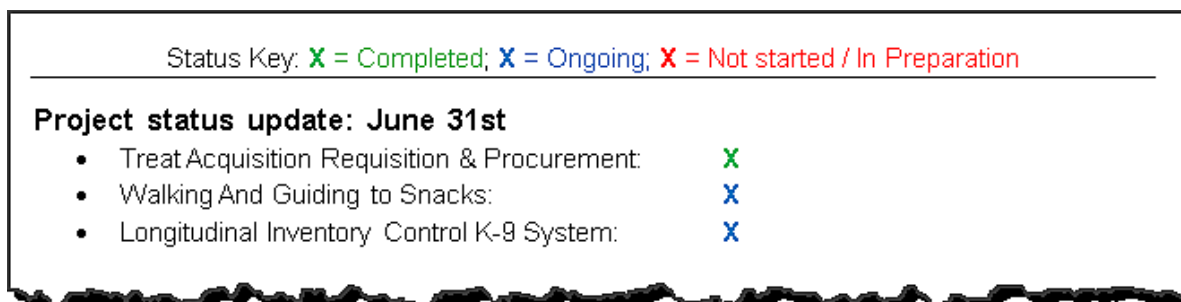 Status Key: X = Completed; X = Ongoing; X = Not started / In Preparation
Project status update: June 31st
• Treat Acquisition Requisition & Procurement: X
• Walking And Guiding to Snacks: X
• Longitudinal Inventory Control K-9 System: X